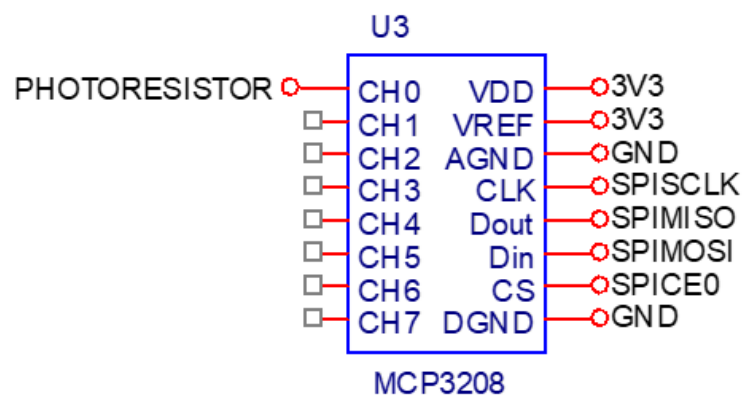 U3
PHOTORESISTOR CH0 VDD 3V3
CH1 VREF 3V3
CH2 AGND GND
CH3 CLK SPISCLK
CH4 Dout SPIMISO
CH5 Din SPIMOSI
CH6 CS SPICE0
CH7 DGND GND
MCP3208